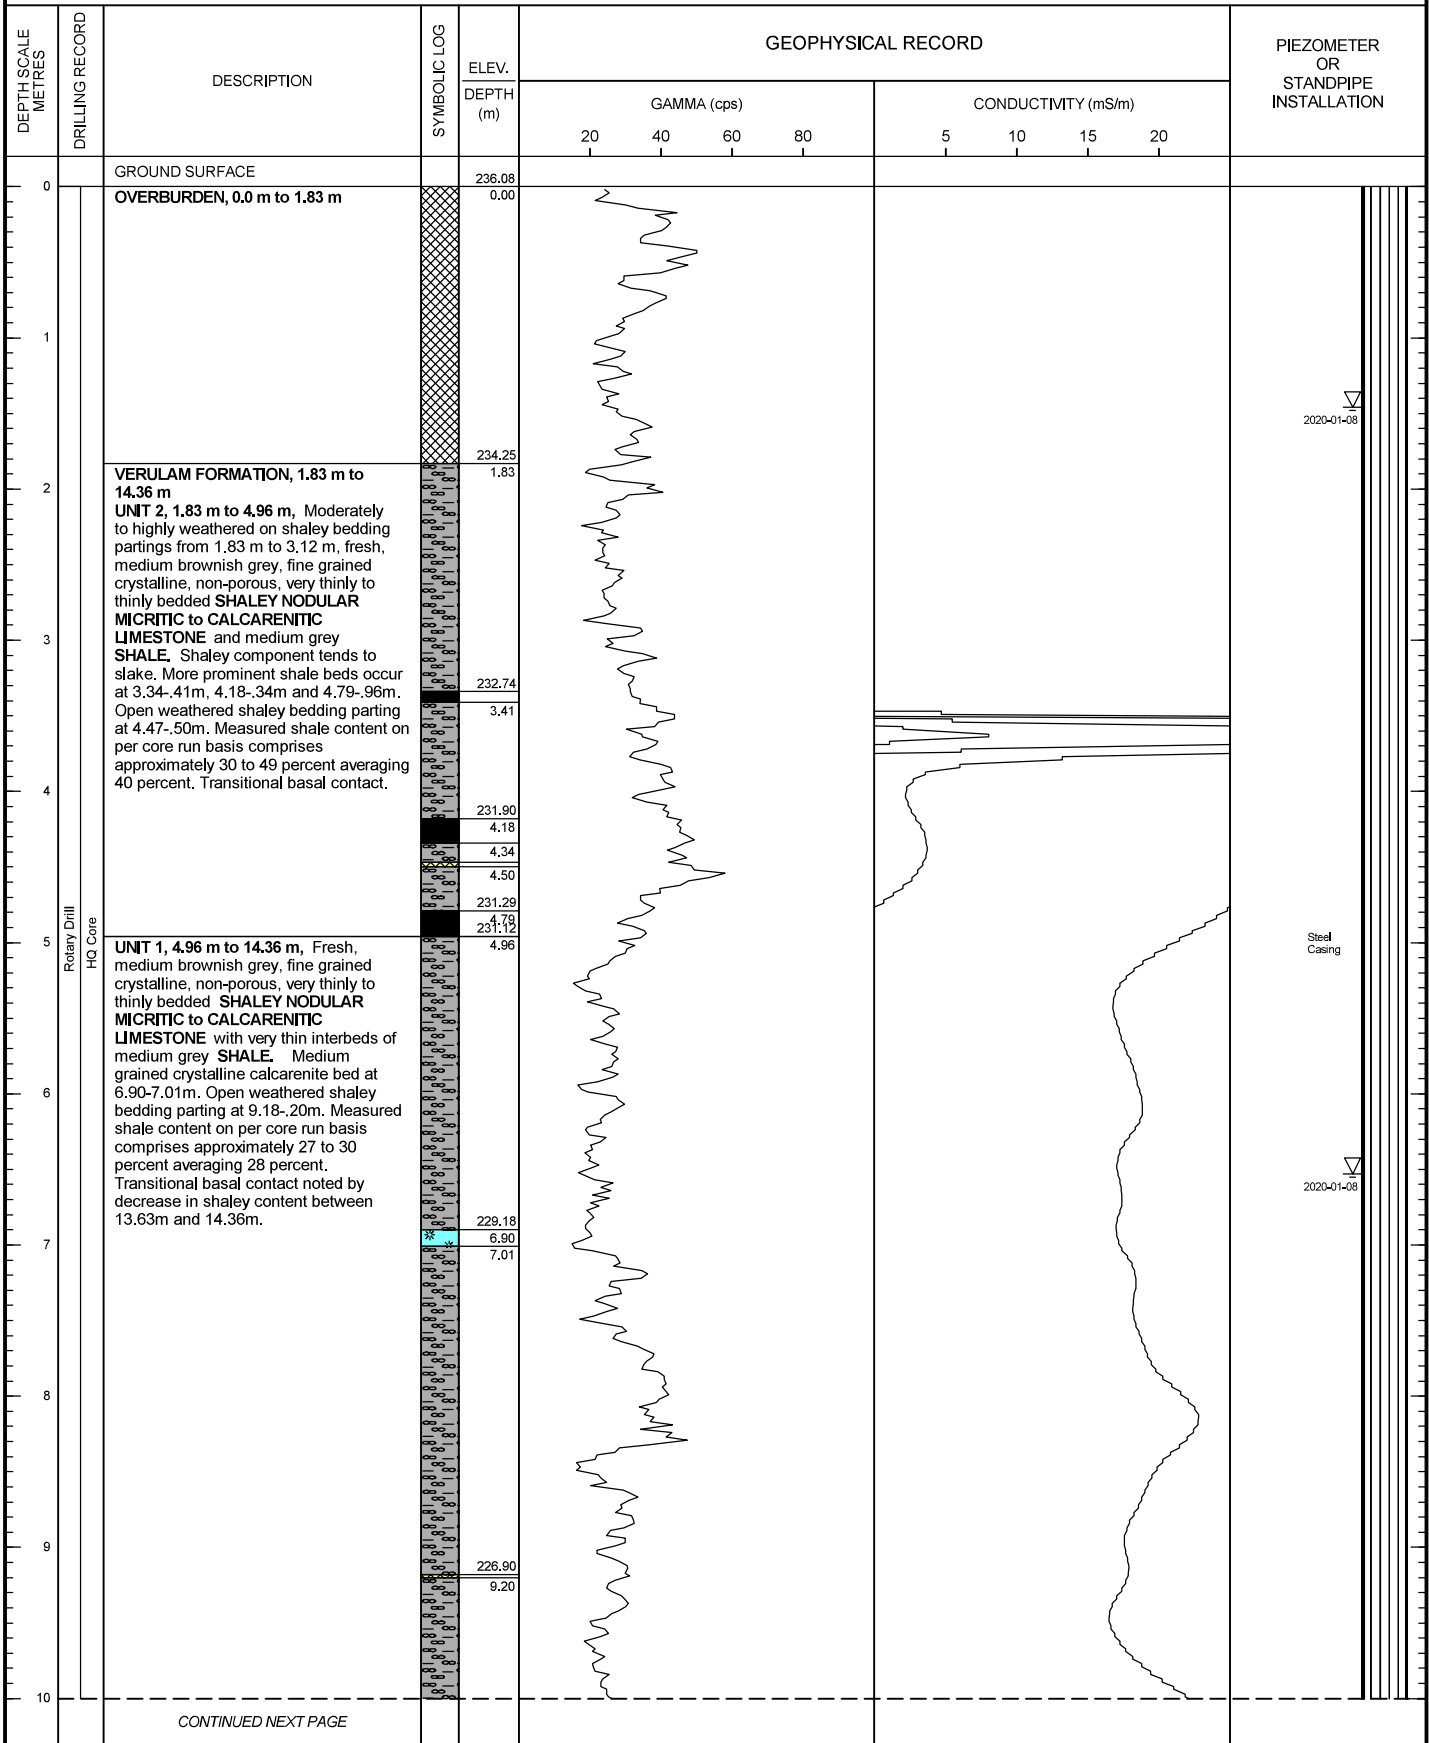 DEPTH SCALE
METRES
DRILLING RECORD
DESCRIPTION
SYMBOLIC LOG
ELEV.
DEPTH
(m)
GEOPHYSICAL RECORD
GAMMA (cps)
20 40 60 80
CONDUCTIVITY (mS/m)
5 10 15 20
PIEZOMETER
OR
STANDPIPE
INSTALLATION
GROUND SURFACE
236.08
0
OVERBURDEN, 0.0 m to 1.83 m
0.00
1
2020-01-08
234.25
VERULAM FORMATION, 1.83 m to
1.83
14.36 m
2
UNIT 2, 1.83 m to 4.96 m, Moderately
to highly weathered on shaley bedding
partings from 1.83 m to 3.12 m, fresh,
medium brownish grey, fine grained
crystalline, non-porous, very thinly to
thinly bedded SHALEY NODULAR
MICRITIC to CALCARENITIC
LIMESTONE and medium grey
3
SHALE. Shaley component tends to
slake. More prominent shale beds occur
at 3.34-.41m, 4.18-.34m and 4.79-.96m.
232.74
Open weathered shaley bedding parting
3.41
at 4.47-.50m. Measured shale content on
per core run basis comprises
approximately 30 to 49 percent averaging
40 percent. Transitional basal contact.
4
231.90
4.18
4.34
4.50
231.29
4.79
231.12
Rotary Drill
HQ Core
5
4.96
Steel
Casing
UNIT 1, 4.96 m to 14.36 m, Fresh,
medium brownish grey, fine grained
crystalline, non-porous, very thinly to
thinly bedded SHALEY NODULAR
MICRITIC to CALCARENITIC
LIMESTONE with very thin interbeds of
medium grey SHALE. Medium
grained crystalline calcarenite bed at
6
6.90-7.01m. Open weathered shaley
bedding parting at 9.18-.20m. Measured
shale content on per core run basis
comprises approximately 27 to 30
percent averaging 28 percent.
Transitional basal contact noted by
2020-01-08
decrease in shaley content between
13.63m and 14.36m.
229.18
6.90
7
7.01
8
9
226.90
9.20
10
CONTINUED NEXT PAGE